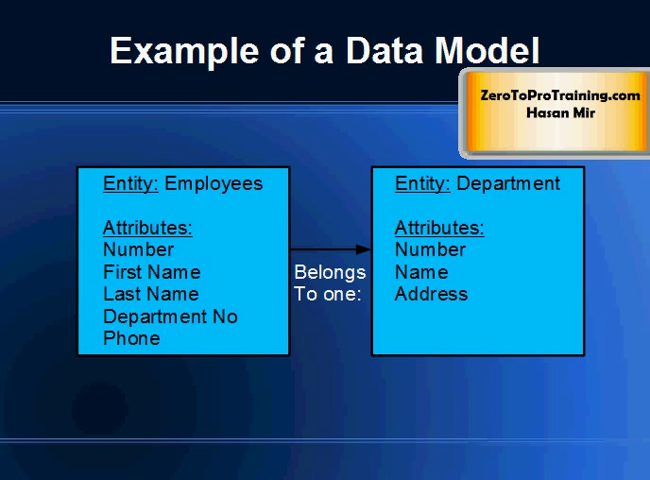 Example of a Data Model
ZeroToProTraining.com
Hasan Mir
Entity: Employees
Attributes:
Number
First Name
Last Name
Department No
Phone
Belongs
To one:
Entity: Department
Attributes:
Number
Name
Address